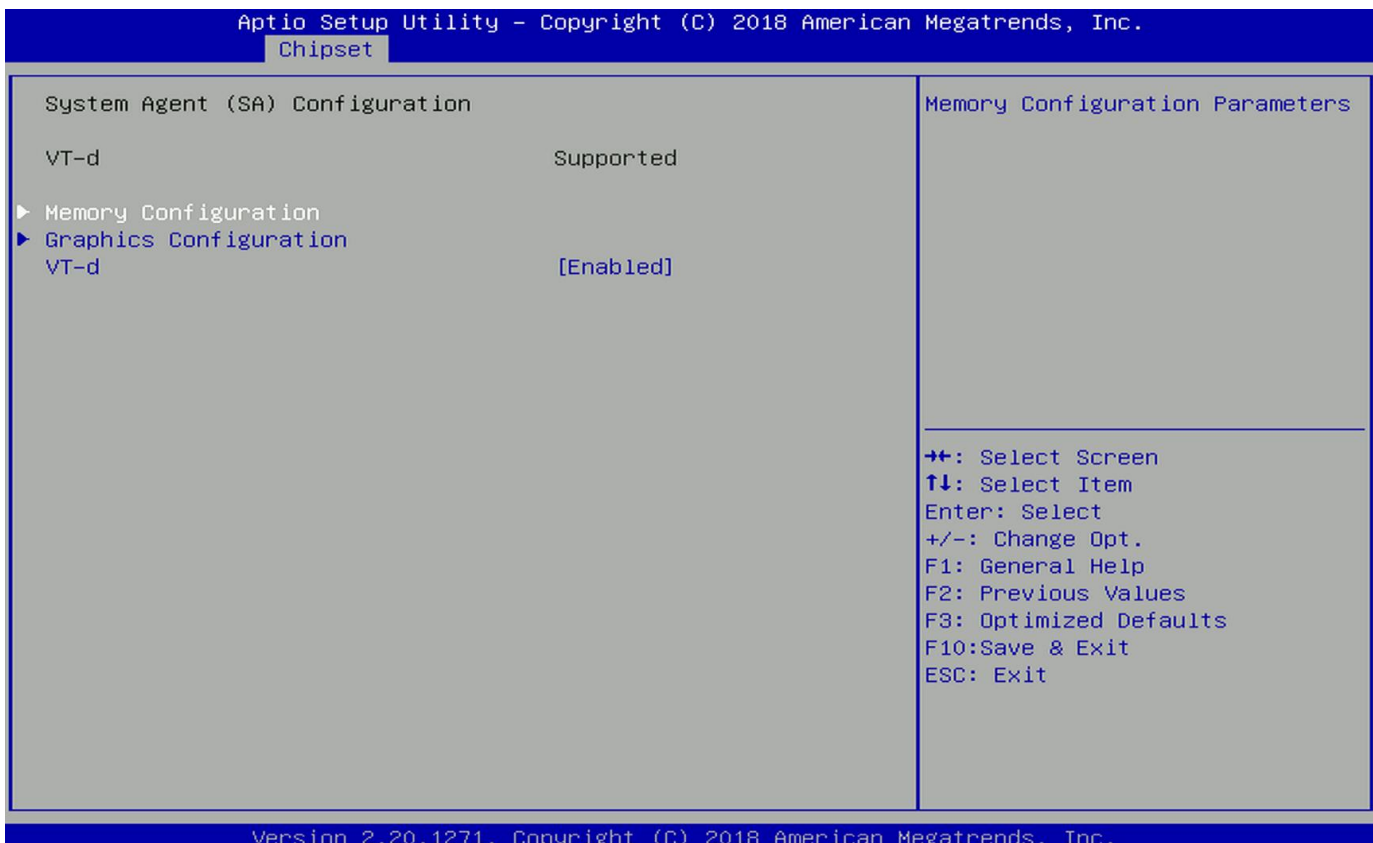 Aptio Setup Utility – Copyright (C) 2018 American Megatrends, Inc.
Chipset
System Agent (SA) Configuration
VT-d Supported
▶ Memory Configuration
▶ Graphics Configuration
VT-d [Enabled]
Memory Configuration Parameters
→←: Select Screen
↑↓: Select Item
Enter: Select
+/-: Change Opt.
F1: General Help
F2: Previous Values
F3: Optimized Defaults
F10:Save & Exit
ESC: Exit
Version 2.20.1271. Copyright (C) 2018 American Megatrends, Inc.